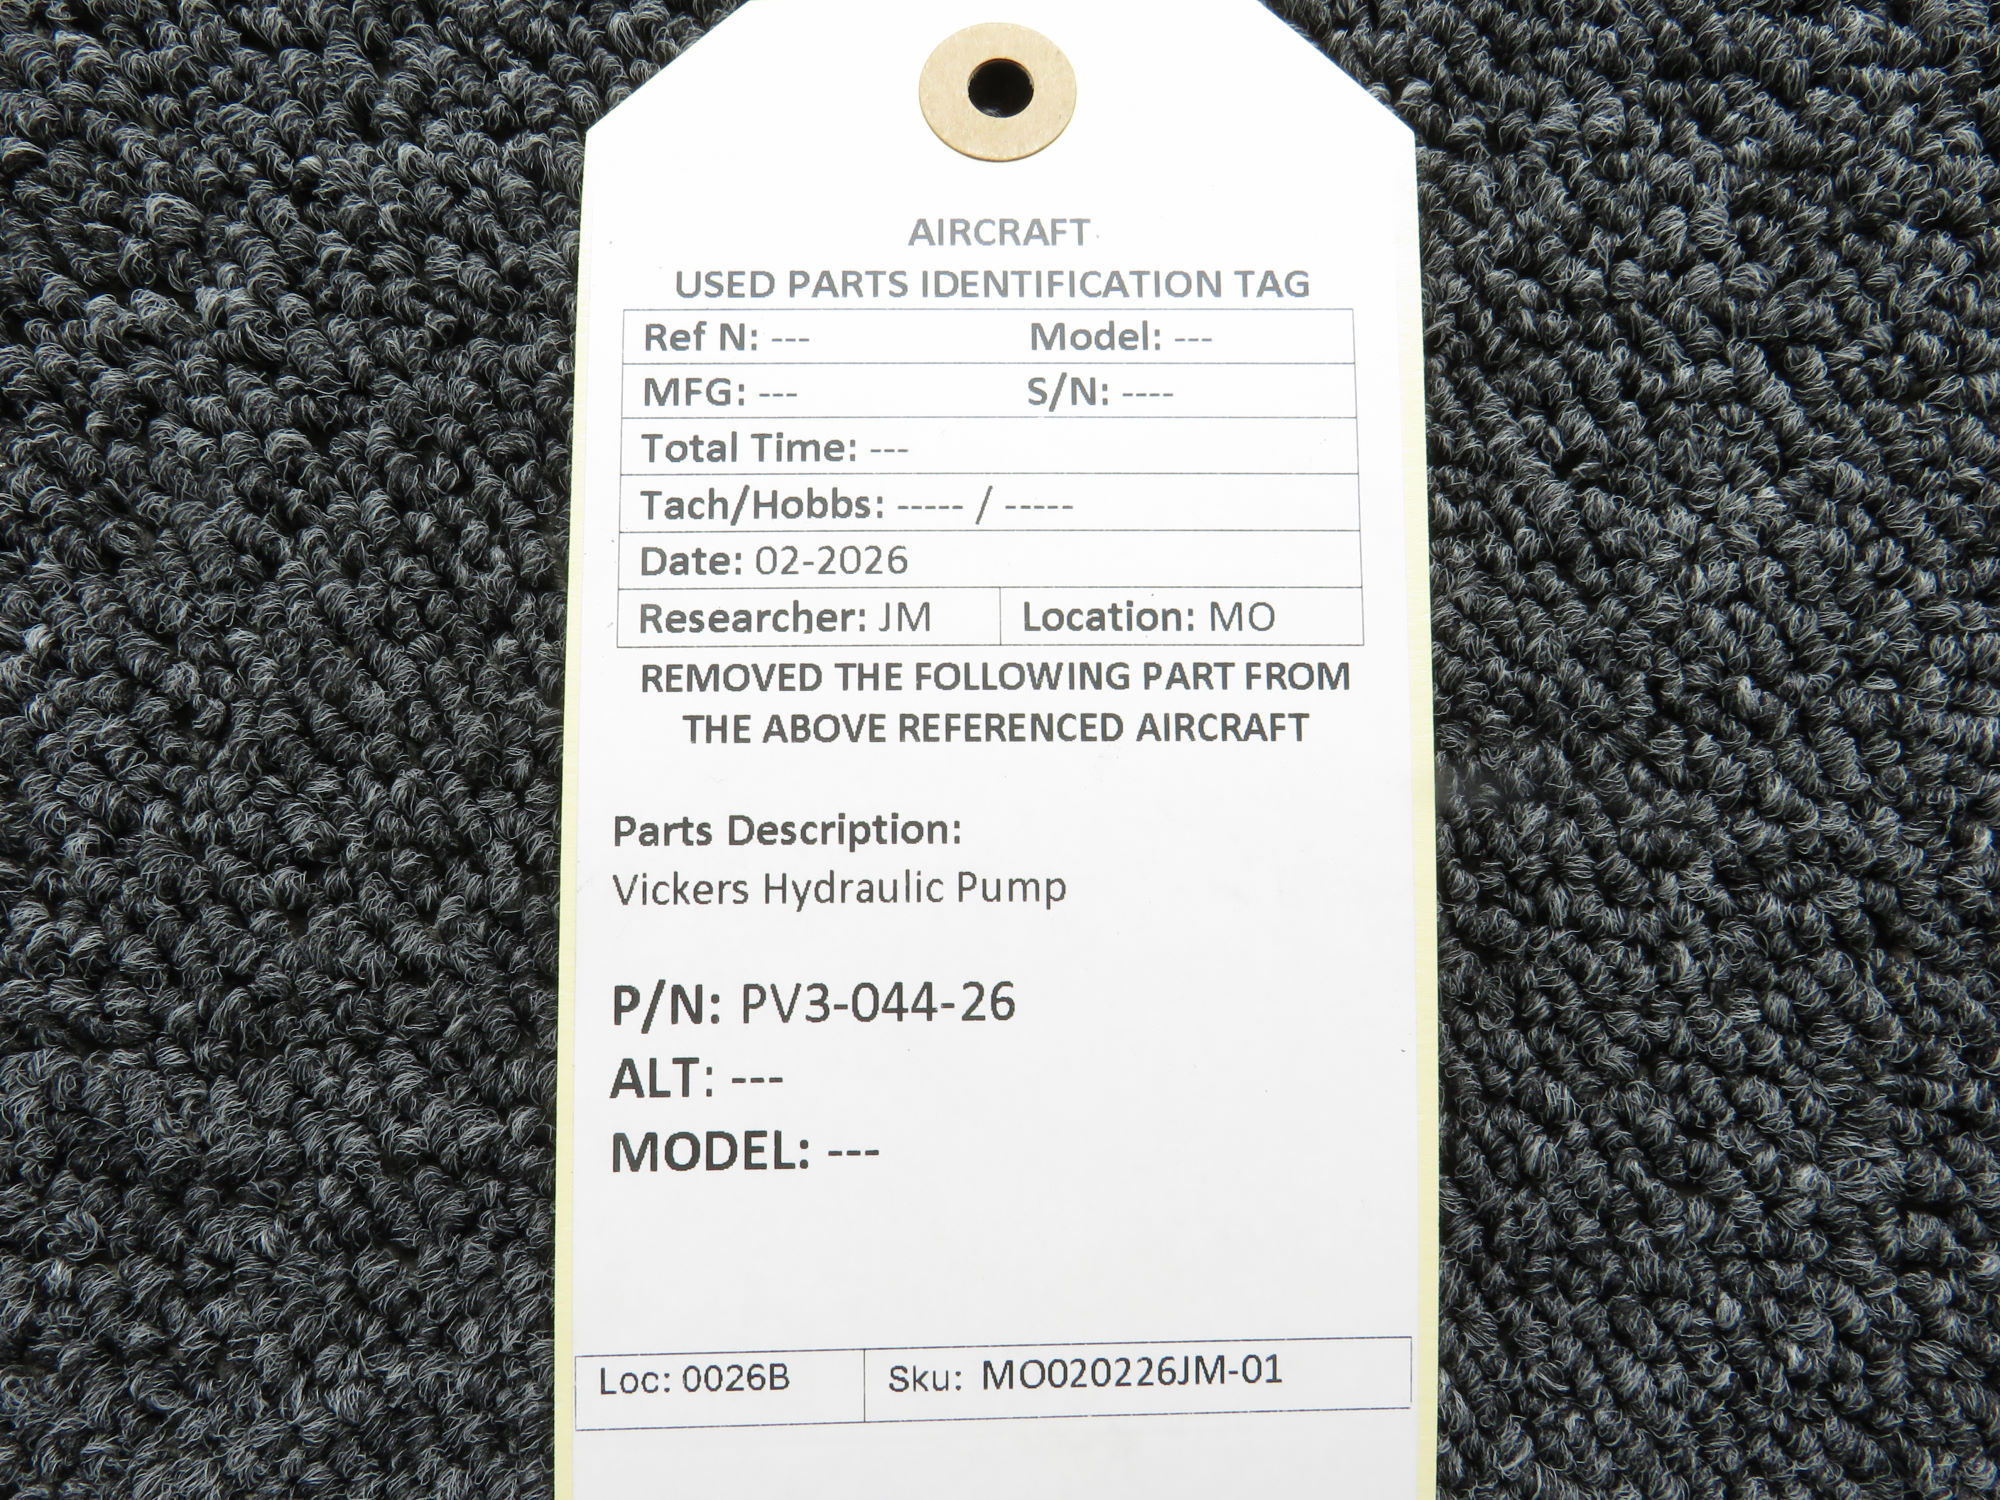 AIRCRAFT
USED PARTS IDENTIFICATION TAG
Ref N: --- Model: ---
MFG: --- S/N: ----
Total Time: ---
Tach/Hobbs: ----- / -----
Date: 02-2026
Researcher: JM Location: MO
REMOVED THE FOLLOWING PART FROM
THE ABOVE REFERENCED AIRCRAFT
Parts Description:
Vickers Hydraulic Pump
P/N: PV3-044-26
ALT: ---
MODEL: ---
Loc: 0026B Sku: MO020226JM-01